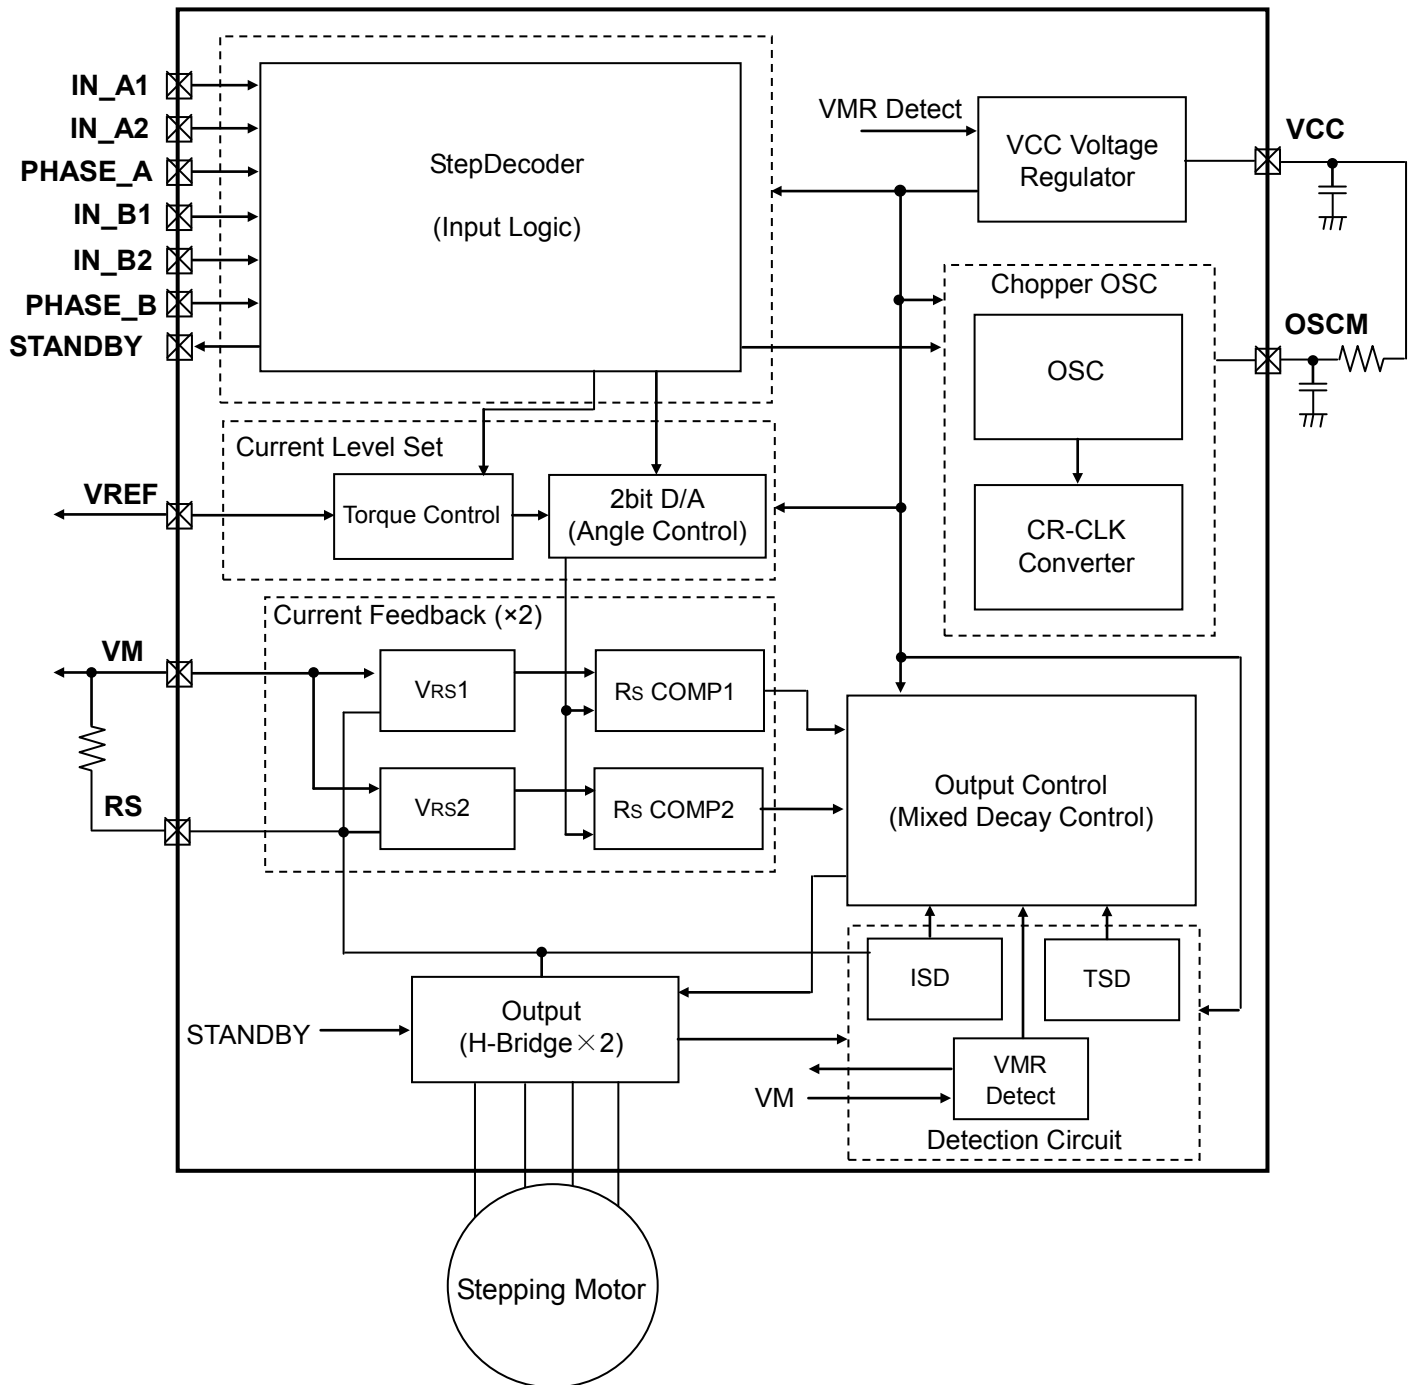 IN_A1
IN_A2
PHASE_A
IN_B1
IN_B2
PHASE_B
STANDBY
StepDecoder
(Input Logic)
VMR Detect
VCC Voltage
Regulator
VCC
Chopper OSC
OSC
CR-CLK
Converter
OSCM
Current Level Set
VREF
Torque Control
2bit D/A
(Angle Control)
Current Feedback (×2)
VM
VRS1
RS COMP1
VRS2
RS COMP2
RS
Output Control
(Mixed Decay Control)
ISD
TSD
STANDBY
Output
(H-Bridge×2)
VM
VMR
Detect
Detection Circuit
Stepping Motor